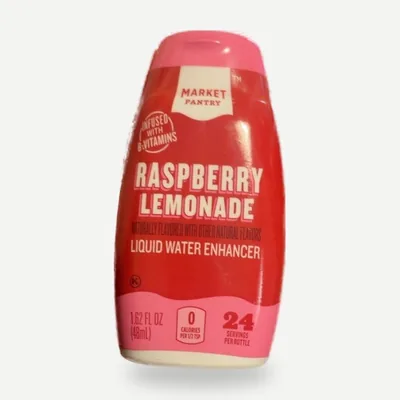 MARKET
PANTRY
INFUSED
WITH
B-VITAMINS
RASPBERRY
LEMONADE
NATURALLY FLAVORED WITH OTHER NATURAL FLAVORS
LIQUID WATER ENHANCER
1.62 FL OZ
(48mL)
0
CALORIES
PER 1/2 TSP
24
SERVINGS
PER BOTTLE